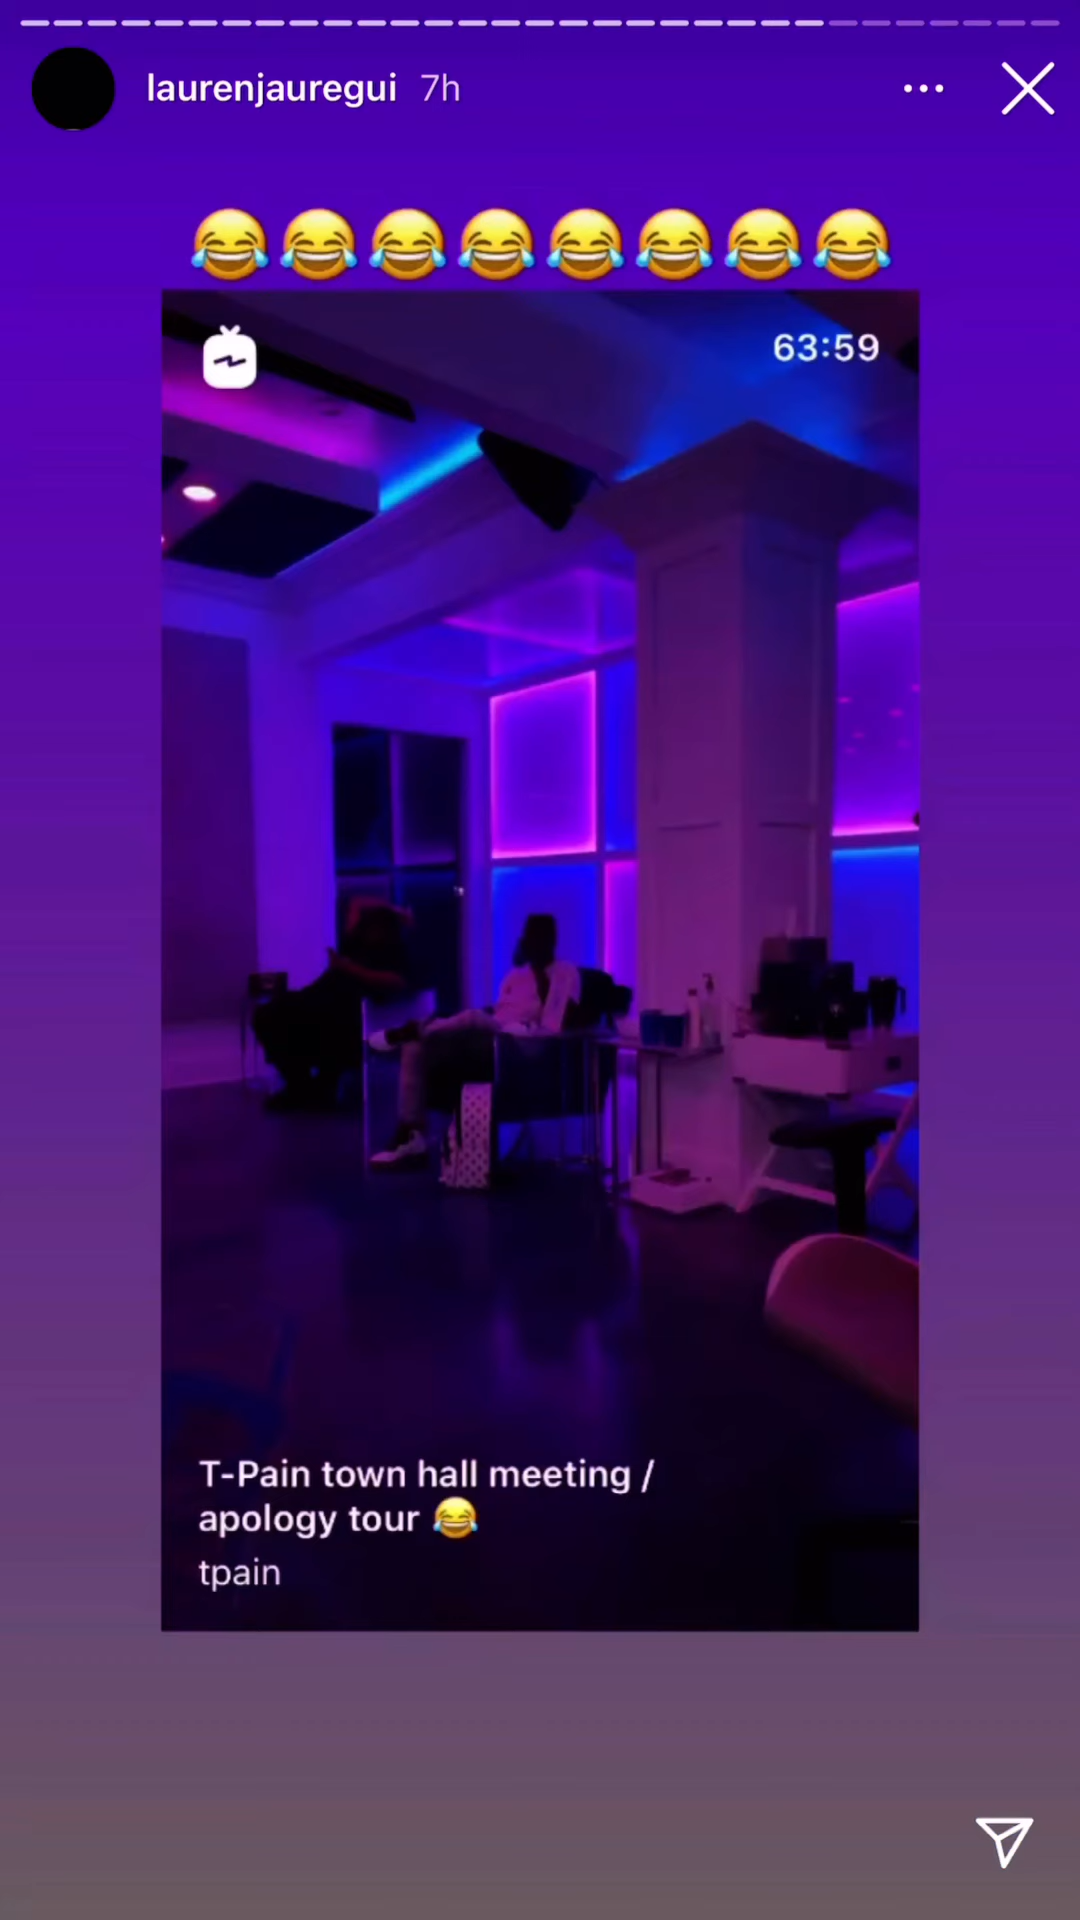 laurenjauregui 7h
😂😂😂😂😂😂😂😂
63:59
T-Pain town hall meeting /
apology tour 😂
tpain